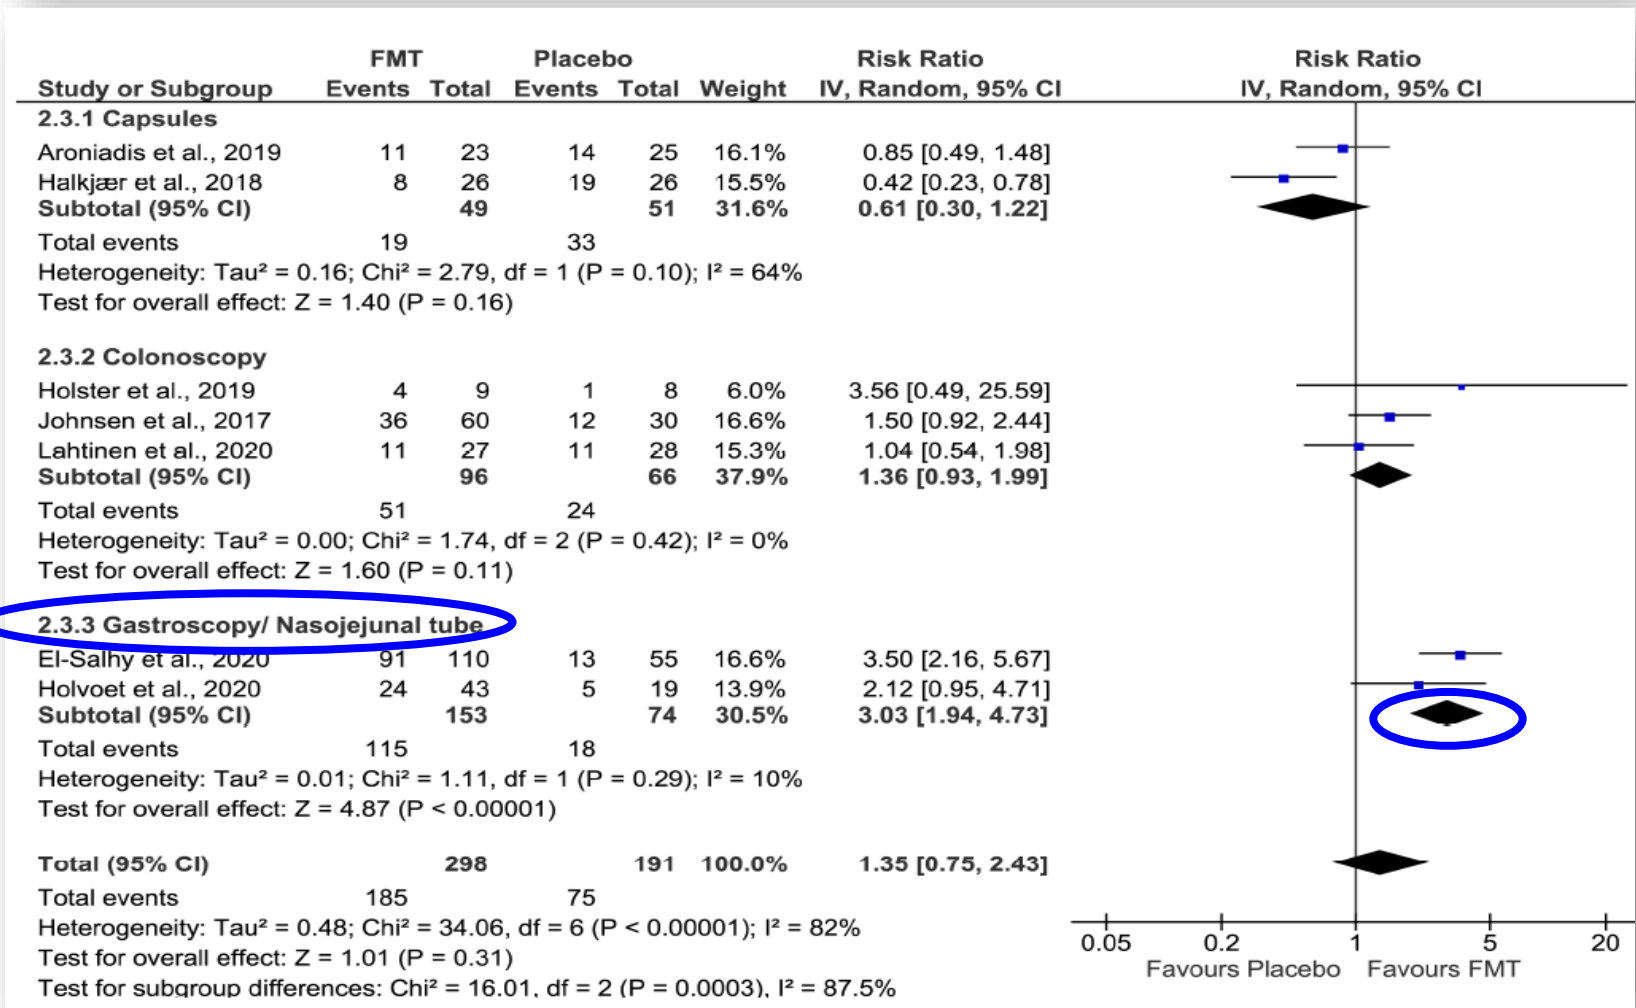 FMT Placebo Risk Ratio Risk Ratio
Study or Subgroup Events Total Events Total Weight IV, Random, 95% CI IV, Random, 95% CI
2.3.1 Capsules
Aroniadis et al., 2019 11 23 14 25 16.1% 0.85 [0.49, 1.48]
Halkjær et al., 2018 8 26 19 26 15.5% 0.42 [0.23, 0.78]
Subtotal (95% CI) 49 51 31.6% 0.61 [0.30, 1.22]
Total events 19 33
Heterogeneity: Tau² = 0.16; Chi² = 2.79, df = 1 (P = 0.10); I² = 64%
Test for overall effect: Z = 1.40 (P = 0.16)
2.3.2 Colonoscopy
Holster et al., 2019 4 9 1 8 6.0% 3.56 [0.49, 25.59]
Johnsen et al., 2017 36 60 12 30 16.6% 1.50 [0.92, 2.44]
Lahtinen et al., 2020 11 27 11 28 15.3% 1.04 [0.54, 1.98]
Subtotal (95% CI) 96 66 37.9% 1.36 [0.93, 1.99]
Total events 51 24
Heterogeneity: Tau² = 0.00; Chi² = 1.74, df = 2 (P = 0.42); I² = 0%
Test for overall effect: Z = 1.60 (P = 0.11)
2.3.3 Gastroscopy/ Nasojejunal tube
El-Salhy et al., 2020 91 110 13 55 16.6% 3.50 [2.16, 5.67]
Holvoet et al., 2020 24 43 5 19 13.9% 2.12 [0.95, 4.71]
Subtotal (95% CI) 153 74 30.5% 3.03 [1.94, 4.73]
Total events 115 18
Heterogeneity: Tau² = 0.01; Chi² = 1.11, df = 1 (P = 0.29); I² = 10%
Test for overall effect: Z = 4.87 (P < 0.00001)
Total (95% CI) 298 191 100.0% 1.35 [0.75, 2.43]
Total events 185 75
Heterogeneity: Tau² = 0.48; Chi² = 34.06, df = 6 (P < 0.00001); I² = 82%
Test for overall effect: Z = 1.01 (P = 0.31)
Test for subgroup differences: Chi² = 16.01, df = 2 (P = 0.0003), I² = 87.5%
0.05 0.2 1 5 20
Favours Placebo Favours FMT